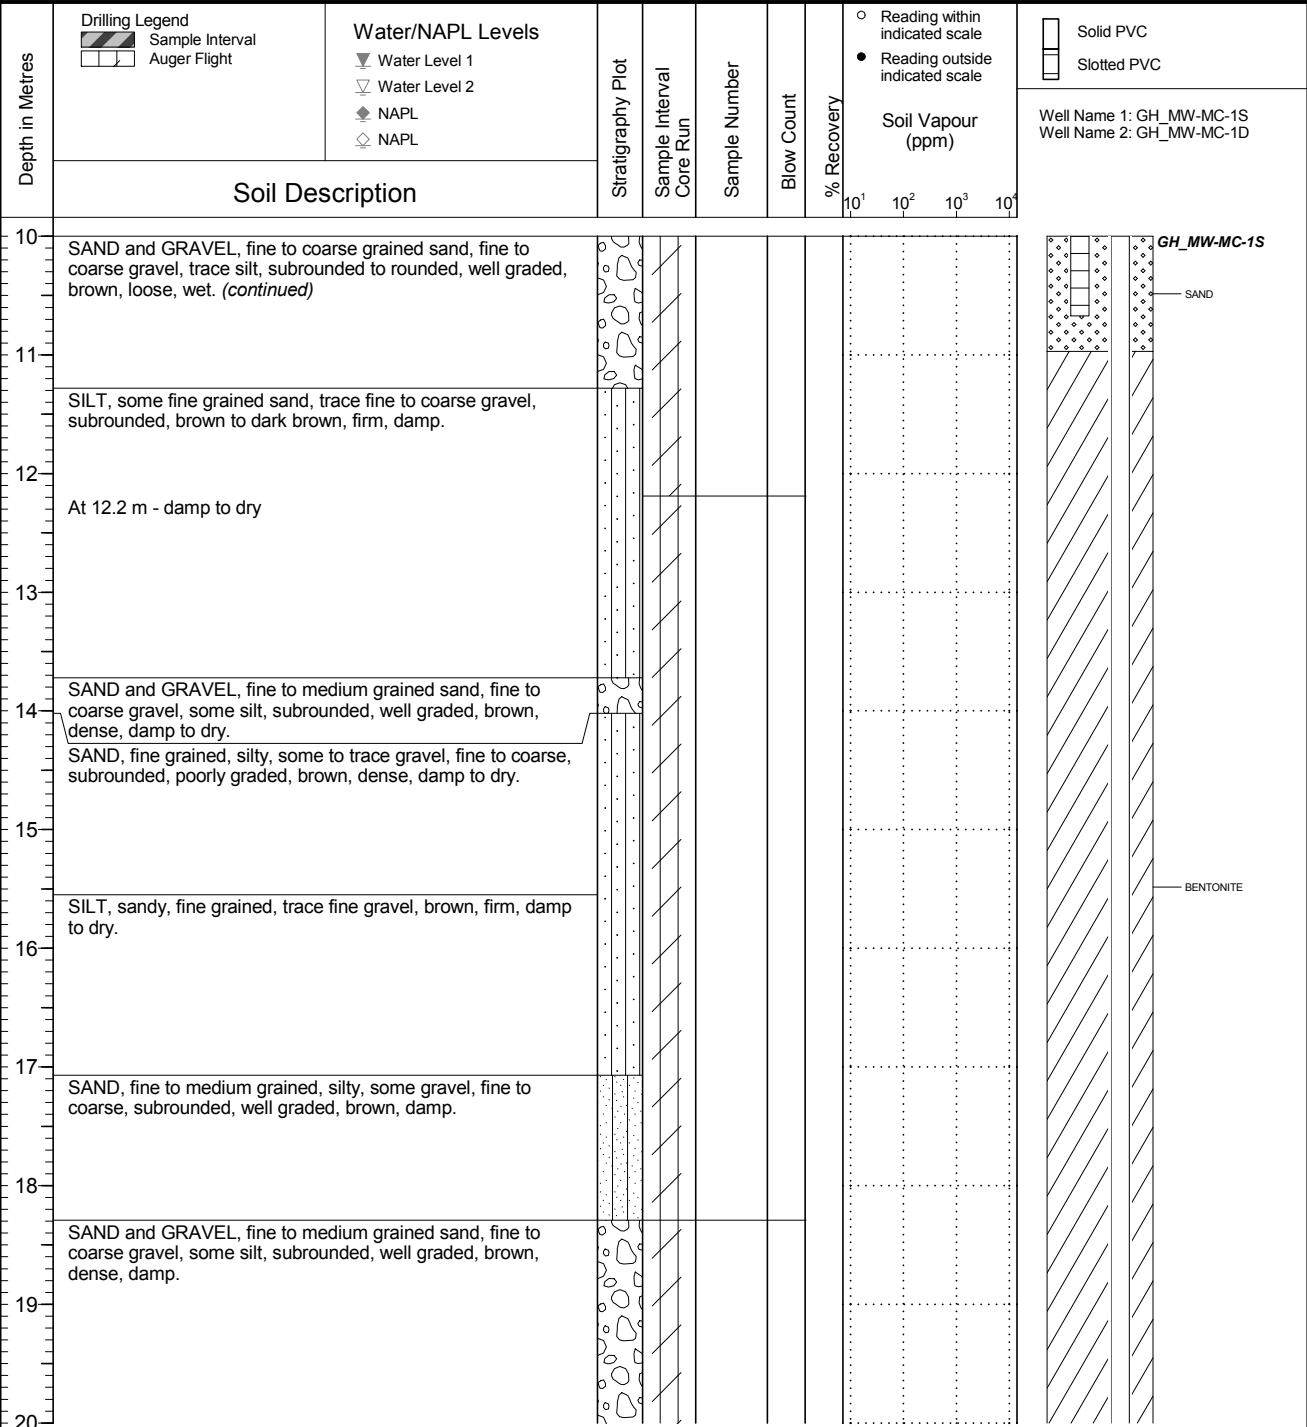 Drilling Legend
Sample Interval
Auger Flight
Water/NAPL Levels
Water Level 1
Water Level 2
NAPL
NAPL
Depth in Metres
Soil Description
Stratigraphy Plot
Sample Interval
Core Run
Sample Number
Blow Count
% Recovery
Reading within
indicated scale
Reading outside
indicated scale
Soil Vapour
(ppm)
10¹ 10² 10³ 10⁴
Solid PVC
Slotted PVC
Well Name 1: GH_MW-MC-1S
Well Name 2: GH_MW-MC-1D
10
SAND and GRAVEL, fine to coarse grained sand, fine to
coarse gravel, trace silt, subrounded to rounded, well graded,
brown, loose, wet. (continued)
GH_MW-MC-1S
SAND
11
SILT, some fine grained sand, trace fine to coarse gravel,
subrounded, brown to dark brown, firm, damp.
12
At 12.2 m - damp to dry
13
SAND and GRAVEL, fine to medium grained sand, fine to
coarse gravel, some silt, subrounded, well graded, brown,
dense, damp to dry.
14
SAND, fine grained, silty, some to trace gravel, fine to coarse,
subrounded, poorly graded, brown, dense, damp to dry.
15
BENTONITE
SILT, sandy, fine grained, trace fine gravel, brown, firm, damp
to dry.
16
17
SAND, fine to medium grained, silty, some gravel, fine to
coarse, subrounded, well graded, brown, damp.
18
SAND and GRAVEL, fine to medium grained sand, fine to
coarse gravel, some silt, subrounded, well graded, brown,
dense, damp.
19
20